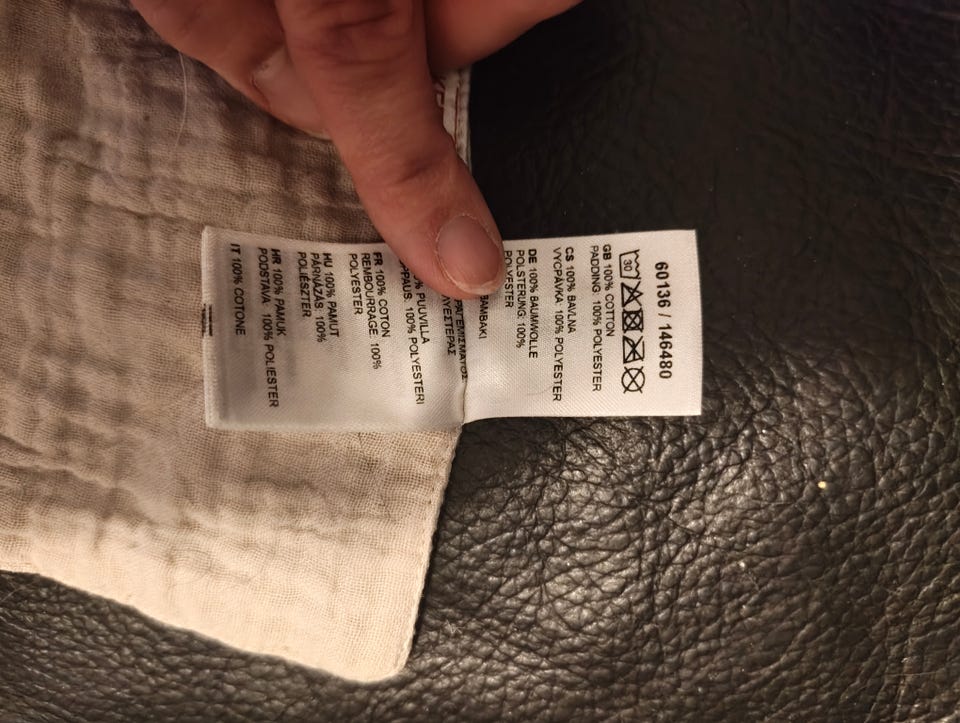 60136 / 146480
30
GB 100% COTTON
PADDING: 100% POLYESTER
CS 100% BAVLNA
VYCPÁVKA: 100% POLYESTER
DE 100% BAUMWOLLE
POLSTERUNG: 100%
POLYESTER
ΒΑΜΒΑΚΙ
PUUVILLA
100% POLYESTERI
FR 100% COTON
REMBOURRAGE: 100%
POLYESTER
HU 100% PAMUT
PÁRNÁZÁS: 100%
POLIÉSZTER
HR 100% PAMUK
PODSTAVA: 100% POLIESTER
IT 100% COTONE